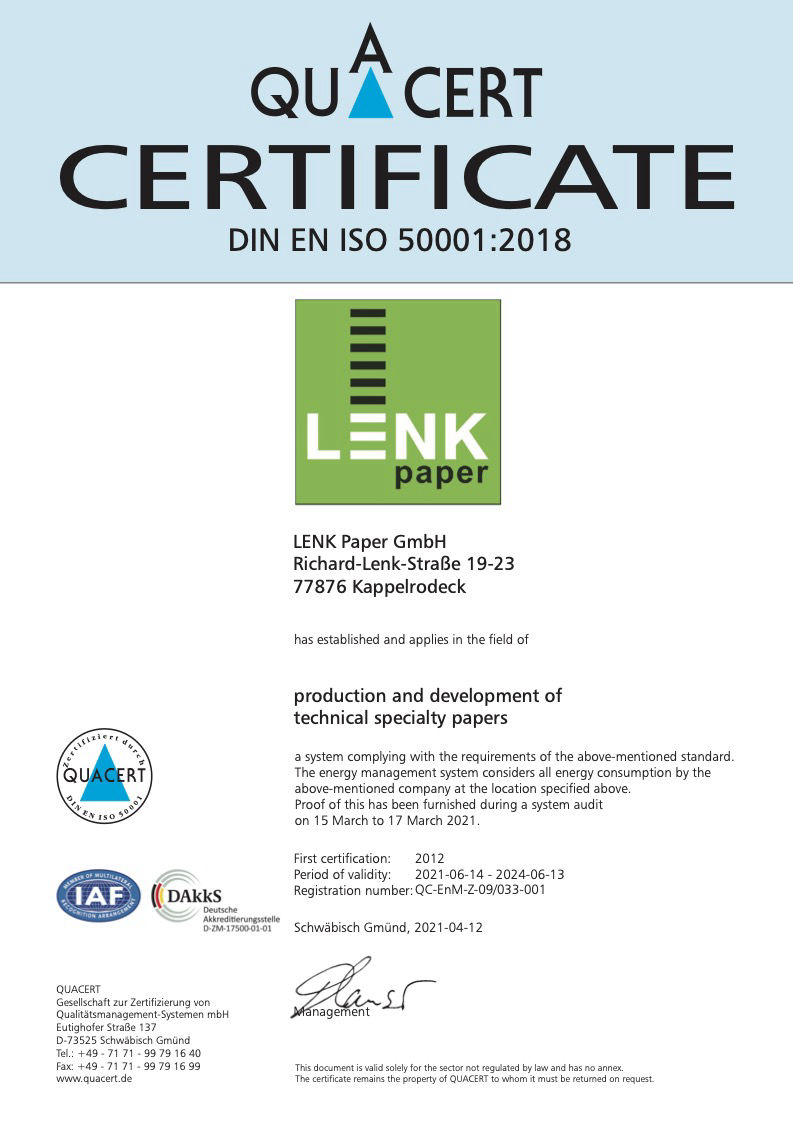 QUACERT
CERTIFICATE
DIN EN ISO 50001:2018
LENK
paper
LENK Paper GmbH
Richard-Lenk-Straße 19-23
77876 Kappelrodeck
has established and applies in the field of
production and development of
technical specialty papers
a system complying with the requirements of the above-mentioned standard.
The energy management system considers all energy consumption by the
above-mentioned company at the location specified above.
Proof of this has been furnished during a system audit
on 15 March to 17 March 2021.
First certification: 2012
Period of validity: 2021-06-14 - 2024-06-13
Registration number: QC-EnM-Z-09/033-001
Schwäbisch Gmünd, 2021-04-12
Management
This document is valid solely for the sector not regulated by law and has no annex.
The certificate remains the property of QUACERT to whom it must be returned on request.
Zertifiziert durch
QUACERT
DIN EN ISO 50001
MEMBER OF MULTILATERAL
IAF
RECOGNITION ARRANGEMENT
DAkkS
Deutsche
Akkreditierungsstelle
D-ZM-17500-01-01
QUACERT
Gesellschaft zur Zertifizierung von
Qualitätsmanagement-Systemen mbH
Eutighofer Straße 137
D-73525 Schwäbisch Gmünd
Tel.: +49 - 71 71 - 99 79 16 40
Fax: +49 - 71 71 - 99 79 16 99
www.quacert.de